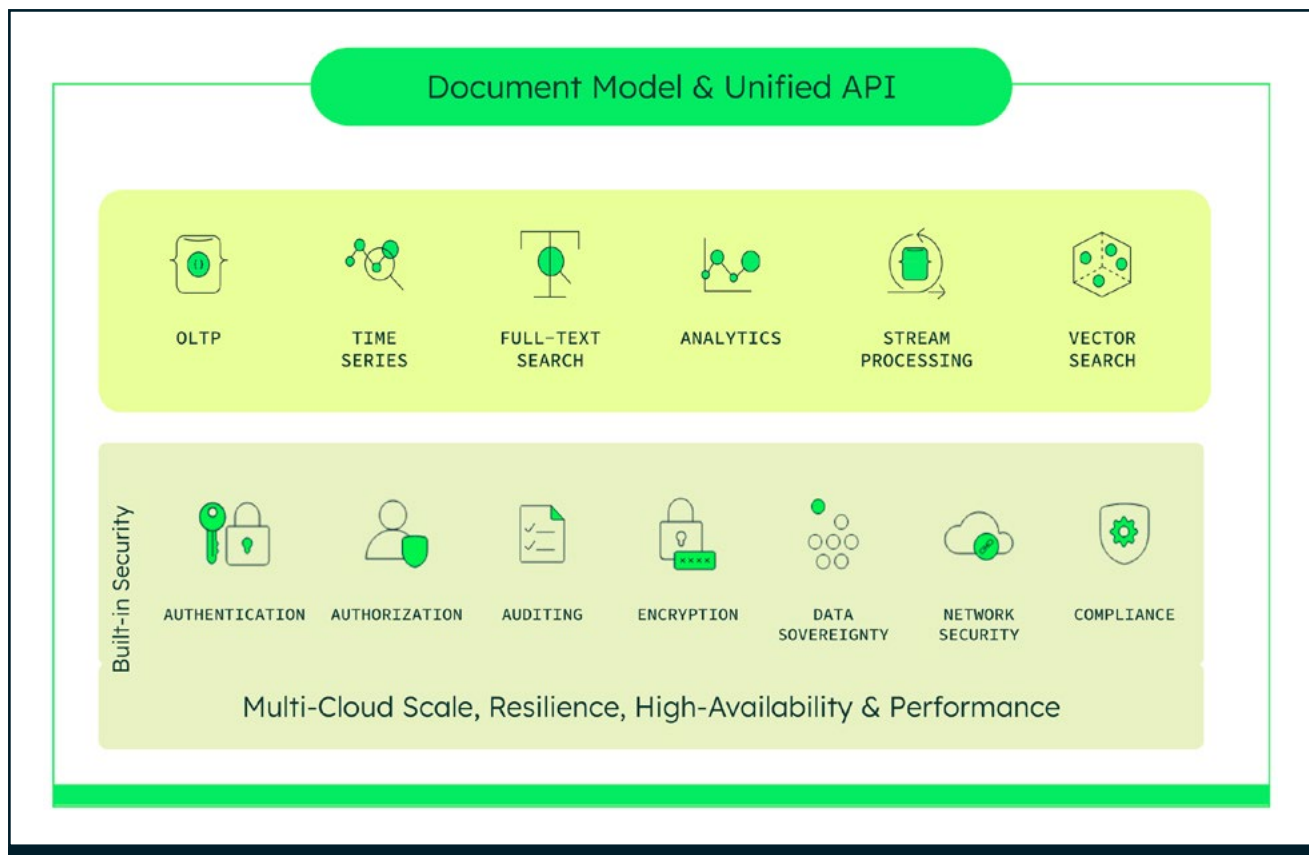 Document Model & Unified API
OLTP
TIME
SERIES
FULL-TEXT
SEARCH
ANALYTICS
STREAM
PROCESSING
VECTOR
SEARCH
Built-in Security
AUTHENTICATION
AUTHORIZATION
AUDITING
ENCRYPTION
DATA
SOVEREIGNTY
NETWORK
SECURITY
COMPLIANCE
Multi-Cloud Scale, Resilience, High-Availability & Performance